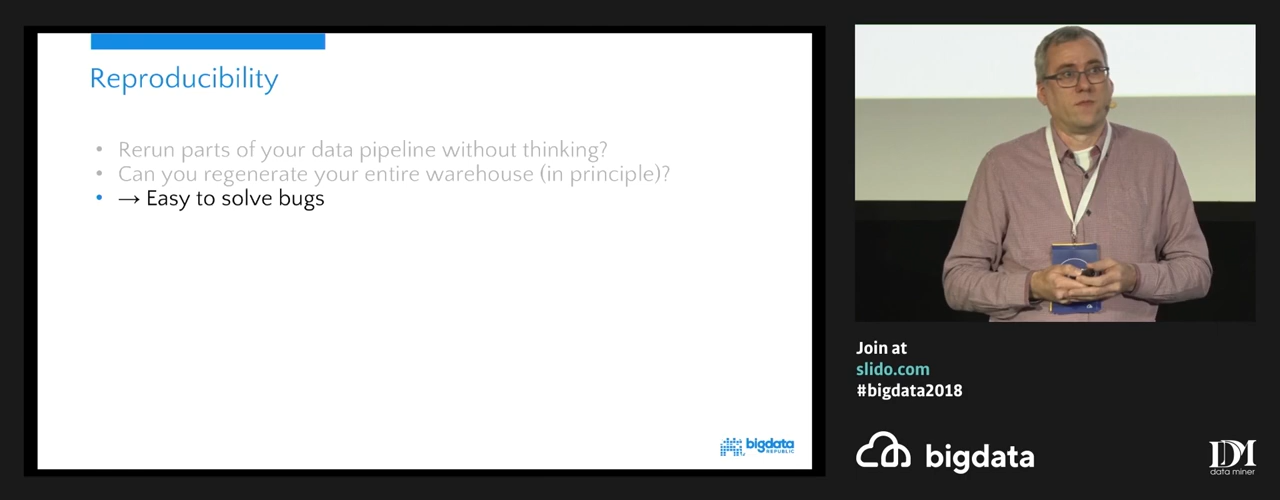 Reproducibility
• Rerun parts of your data pipeline without thinking?
• Can you regenerate your entire warehouse (in principle)?
• → Easy to solve bugs
bigdata
REPUBLIC
Join at
slido.com
#bigdata2018
bigdata
DM
data miner